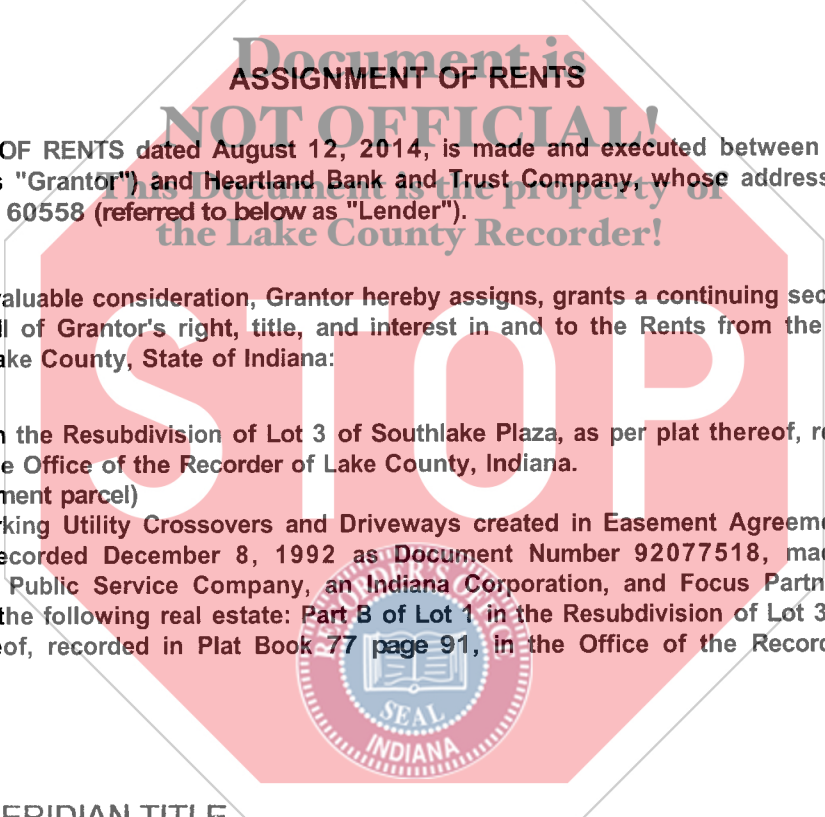 Document is
ASSIGNMENT OF RENTS
NOT OFFICIAL!
OF RENTS dated August 12, 2014, is made and executed between
"Grantor") and Heartland Bank and Trust Company, whose address
This Document is the property of
60558 (referred to below as "Lender").
the Lake County Recorder!
aluable consideration, Grantor hereby assigns, grants a continuing sec
of Grantor's right, title, and interest in and to the Rents from the
ake County, State of Indiana:
STOP
the Resubdivision of Lot 3 of Southlake Plaza, as per plat thereof, re
e Office of the Recorder of Lake County, Indiana.
ment parcel)
king Utility Crossovers and Driveways created in Easement Agreeme
ecorded December 8, 1992 as Document Number 92077518, mad
Public Service Company, an Indiana Corporation, and Focus Partn
the following real estate: Part B of Lot 1 in the Resubdivision of Lot 3
eof, recorded in Plat Book 77 page 91, in the Office of the Record
RECORDER'S OFFICE
SEAL
INDIANA
ERIDIAN TITLE